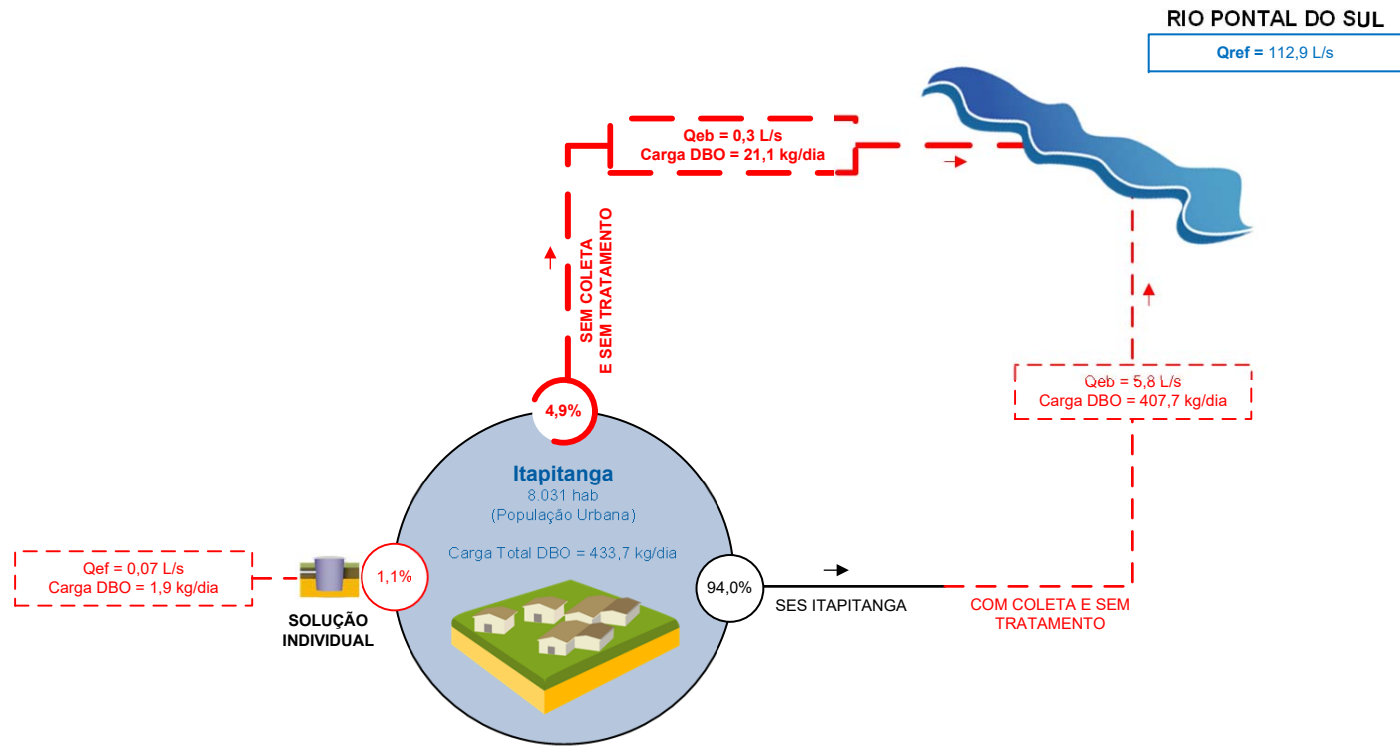 RIO PONTAL DO SUL
Qref = 112,9 L/s
Qeb = 0,3 L/s
Carga DBO = 21,1 kg/dia
SEM COLETA
E SEM TRATAMENTO
Qeb = 5,8 L/s
Carga DBO = 407,7 kg/dia
4,9%
Itapitanga
8.031 hab
(População Urbana)
Carga Total DBO = 433,7 kg/dia
Qef = 0,07 L/s
Carga DBO = 1,9 kg/dia
1,1%
SOLUÇÃO
INDIVIDUAL
94,0%
SES ITAPITANGA
COM COLETA E SEM
TRATAMENTO